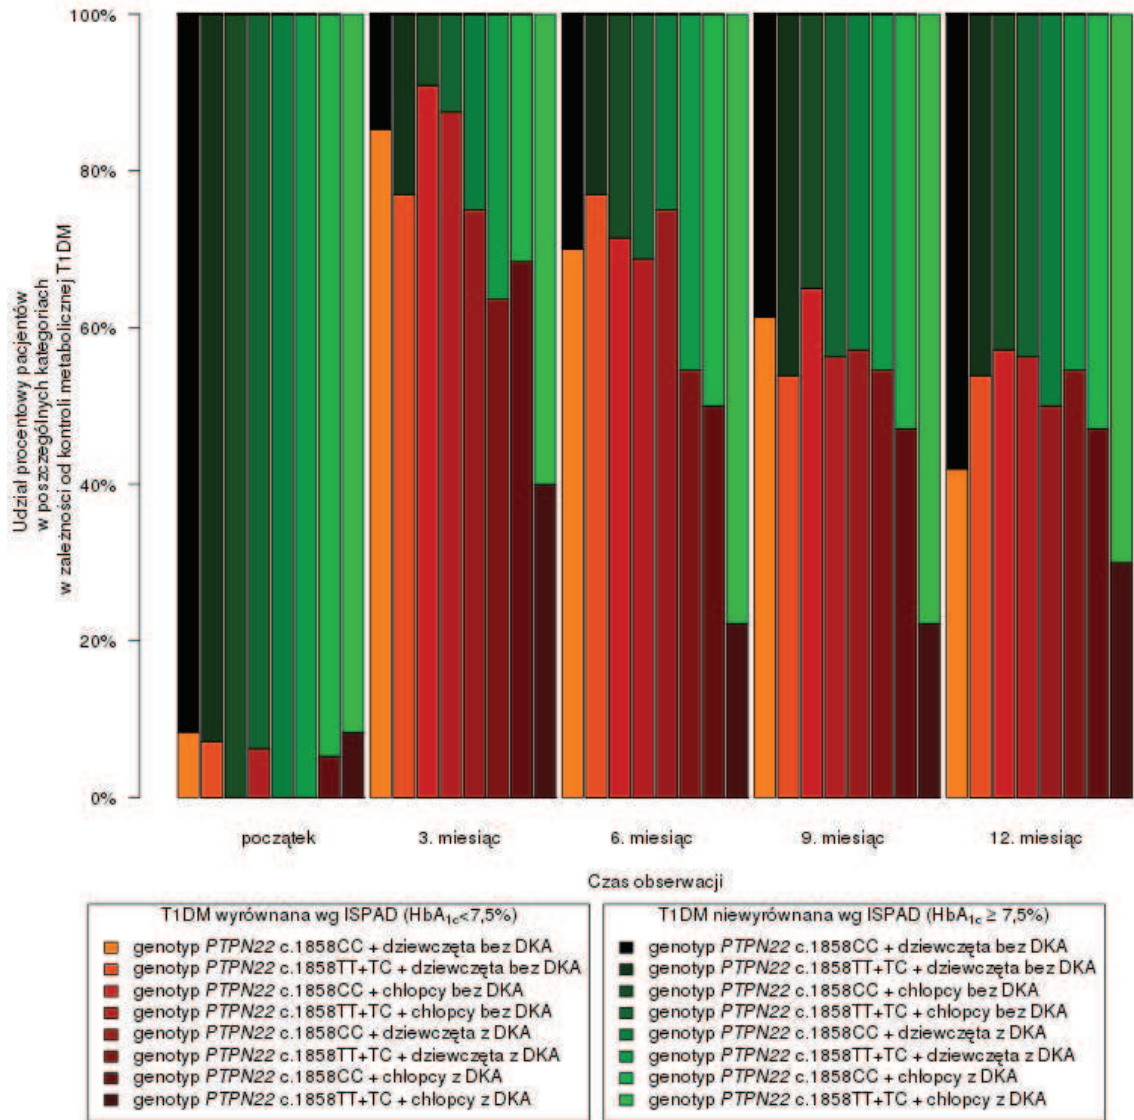 100%
80%
60%
40%
20%
0%
Udział procentowy pacjentów
w poszczególnych kategoriach
w zależności od kontroli metabolicznej T1DM
początek
3. miesiąc
6. miesiąc
9. miesiąc
12. miesiąc
Czas obserwacji
T1DM wyrównana wg ISPAD (HbA1c<7,5%)
genotyp PTPN22 c.1858CC + dziewczęta bez DKA
genotyp PTPN22 c.1858TT+TC + dziewczęta bez DKA
genotyp PTPN22 c.1858CC + chłopcy bez DKA
genotyp PTPN22 c.1858TT+TC + chłopcy bez DKA
genotyp PTPN22 c.1858CC + dziewczęta z DKA
genotyp PTPN22 c.1858TT+TC + dziewczęta z DKA
genotyp PTPN22 c.1858CC + chłopcy z DKA
genotyp PTPN22 c.1858TT+TC + chłopcy z DKA
T1DM niewyrównana wg ISPAD (HbA1c ≥ 7,5%)
genotyp PTPN22 c.1858CC + dziewczęta bez DKA
genotyp PTPN22 c.1858TT+TC + dziewczęta bez DKA
genotyp PTPN22 c.1858CC + chłopcy bez DKA
genotyp PTPN22 c.1858TT+TC + chłopcy bez DKA
genotyp PTPN22 c.1858CC + dziewczęta z DKA
genotyp PTPN22 c.1858TT+TC + dziewczęta z DKA
genotyp PTPN22 c.1858CC + chłopcy z DKA
genotyp PTPN22 c.1858TT+TC + chłopcy z DKA